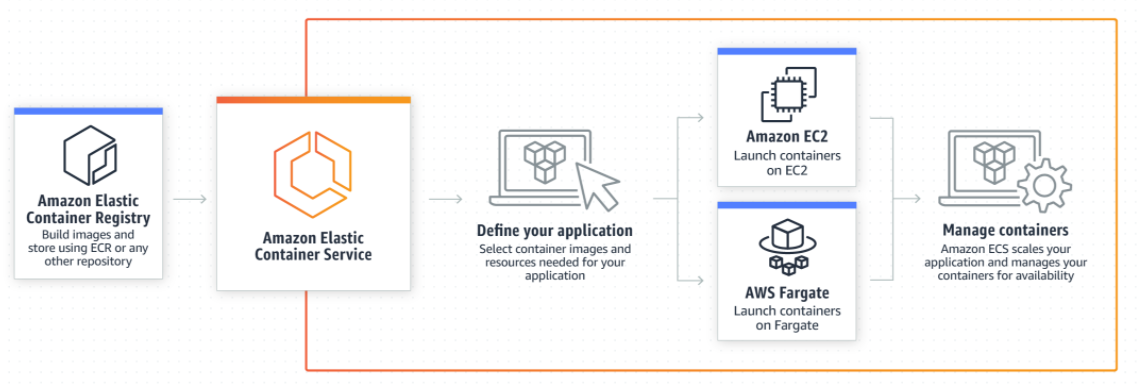 Amazon Elastic
Container Registry
Build images and
store using ECR or any
other repository
Amazon Elastic
Container Service
Define your application
Select container images and
resources needed for your
application
Amazon EC2
Launch containers
on EC2
AWS Fargate
Launch containers
on Fargate
Manage containers
Amazon ECS scales your
application and manages your
containers for availability